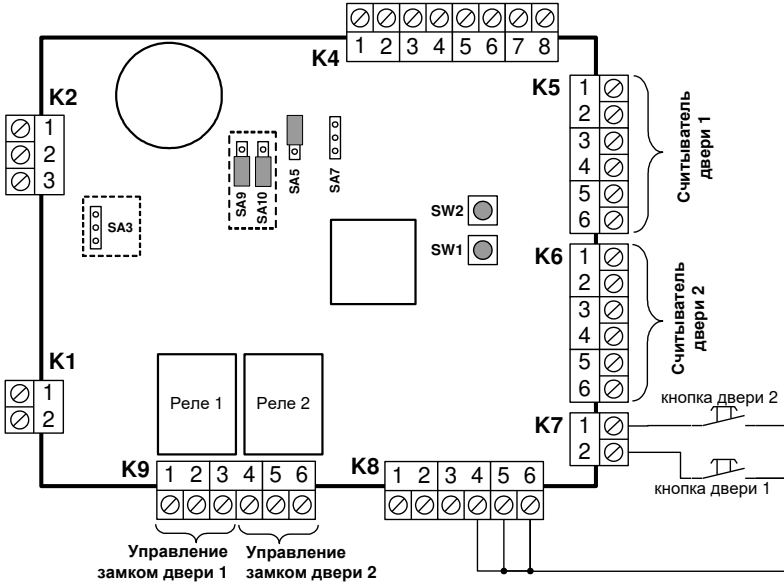 K4
1 2 3 4 5 6 7 8
K2
1
2
3
SA9
SA10
SA5
SA7
SA3
SW2
SW1
K5
1
2
3
4
5
6
Считыватель
двери 1
K6
1
2
3
4
5
6
Считыватель
двери 2
K1
1
2
Реле 1
Реле 2
K7
1
2
кнопка двери 2
кнопка двери 1
K9
1 2 3 4 5 6
K8
1 2 3 4 5 6
Управление
замком двери 1
Управление
замком двери 2